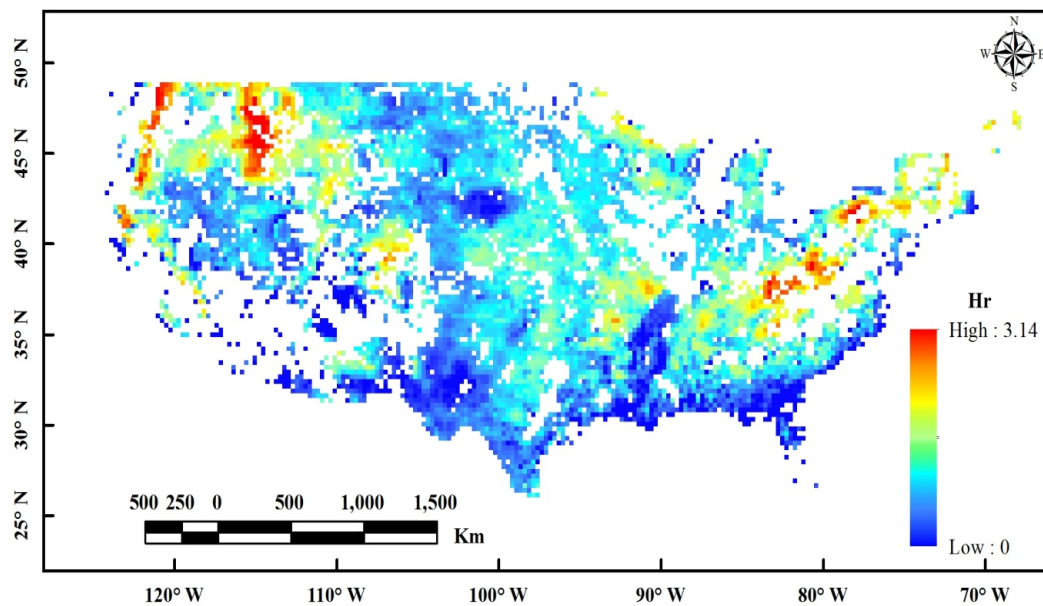 N
W E
S
50° N
45° N
40° N
35° N
30° N
25° N
Hr
High : 3.14
Low : 0
500 250 0 500 1,000 1,500
Km
120° W 110° W 100° W 90° W 80° W 70° W